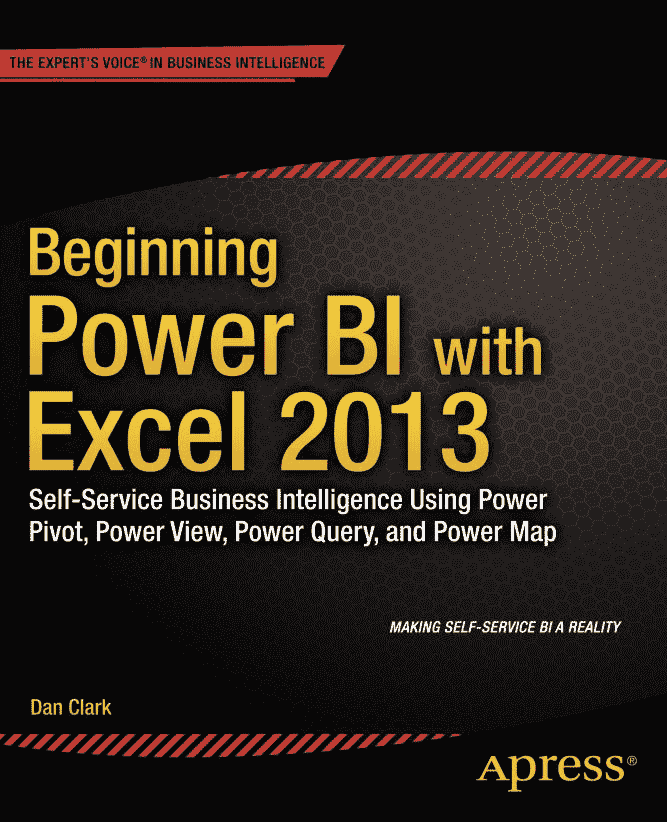 THE EXPERT'S VOICE® IN BUSINESS INTELLIGENCE
Beginning
Power BI with
Excel 2013
Self-Service Business Intelligence Using Power
Pivot, Power View, Power Query, and Power Map
MAKING SELF-SERVICE BI A REALITY
Dan Clark
Apress®